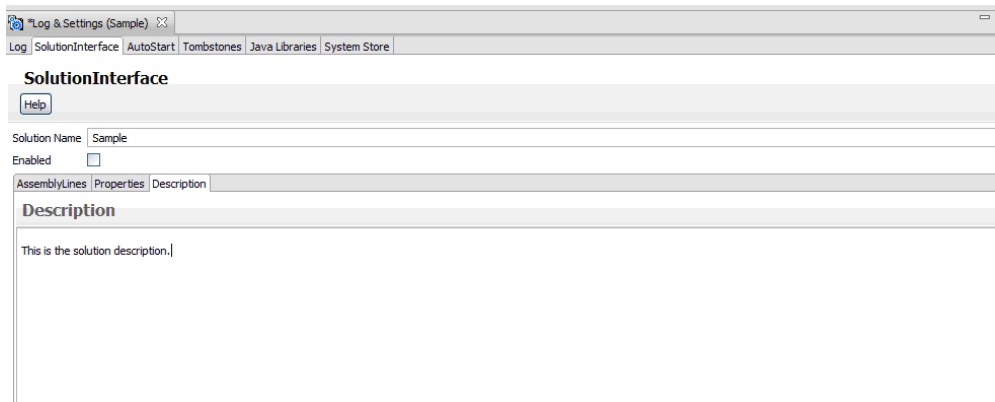 *Log & Settings (Sample)
Log SolutionInterface AutoStart Tombstones Java Libraries System Store
SolutionInterface
Help
Solution Name Sample
Enabled
AssemblyLines Properties Description
Description
This is the solution description.